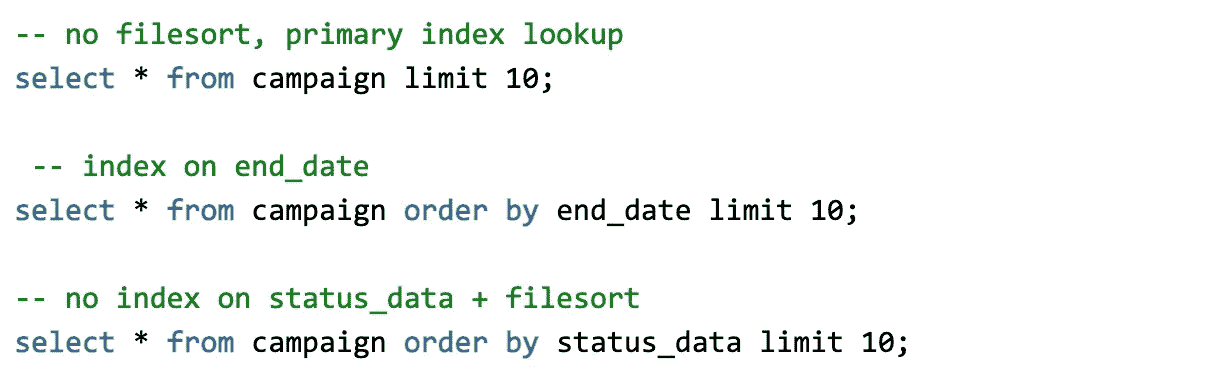 -- no filesort, primary index lookup
select * from campaign limit 10;
-- index on end_date
select * from campaign order by end_date limit 10;
-- no index on status_data + filesort
select * from campaign order by status_data limit 10;